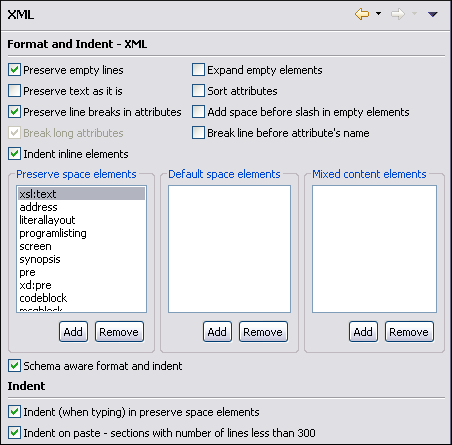 XML
Format and Indent - XML
Preserve empty lines
Expand empty elements
Preserve text as it is
Sort attributes
Preserve line breaks in attributes
Add space before slash in empty elements
Break long attributes
Break line before attribute's name
Indent inline elements
Preserve space elements
xsl:text
address
literallayout
programlisting
screen
synopsis
pre
xd:pre
codeblock
msgblock
Add Remove
Default space elements
Add Remove
Mixed content elements
Add Remove
Schema aware format and indent
Indent
Indent (when typing) in preserve space elements
Indent on paste - sections with number of lines less than 300